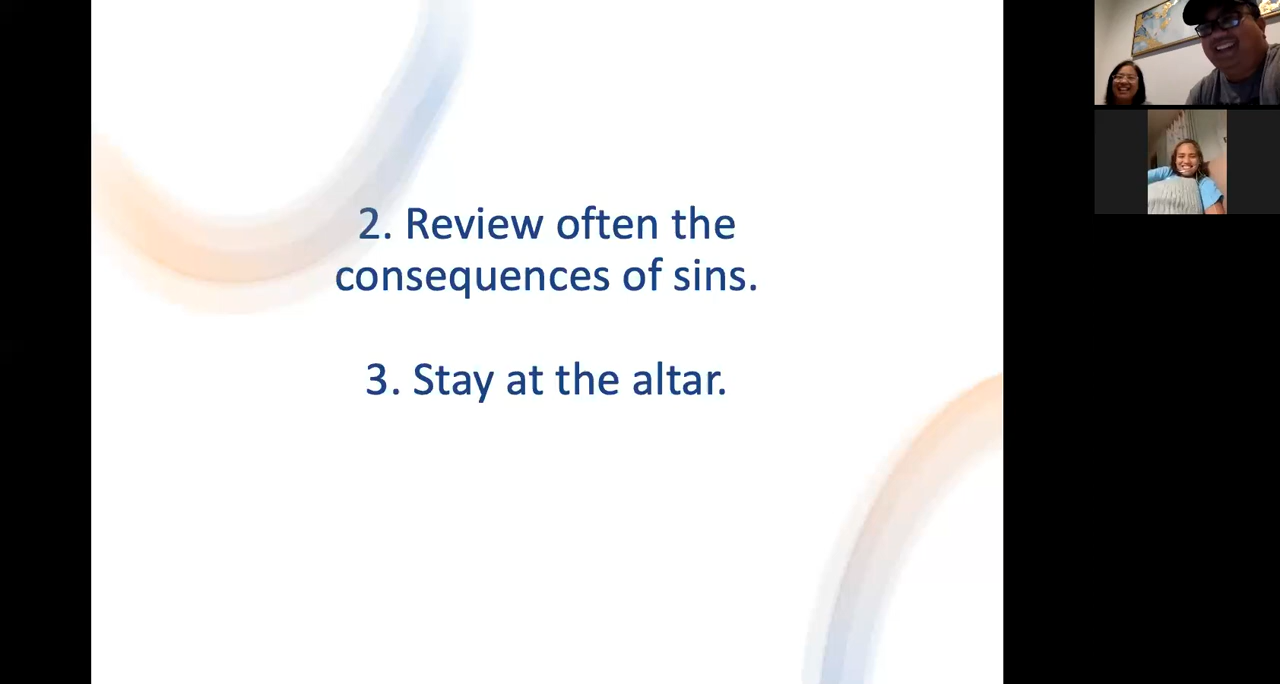 2. Review often the
consequences of sins.
3. Stay at the altar.